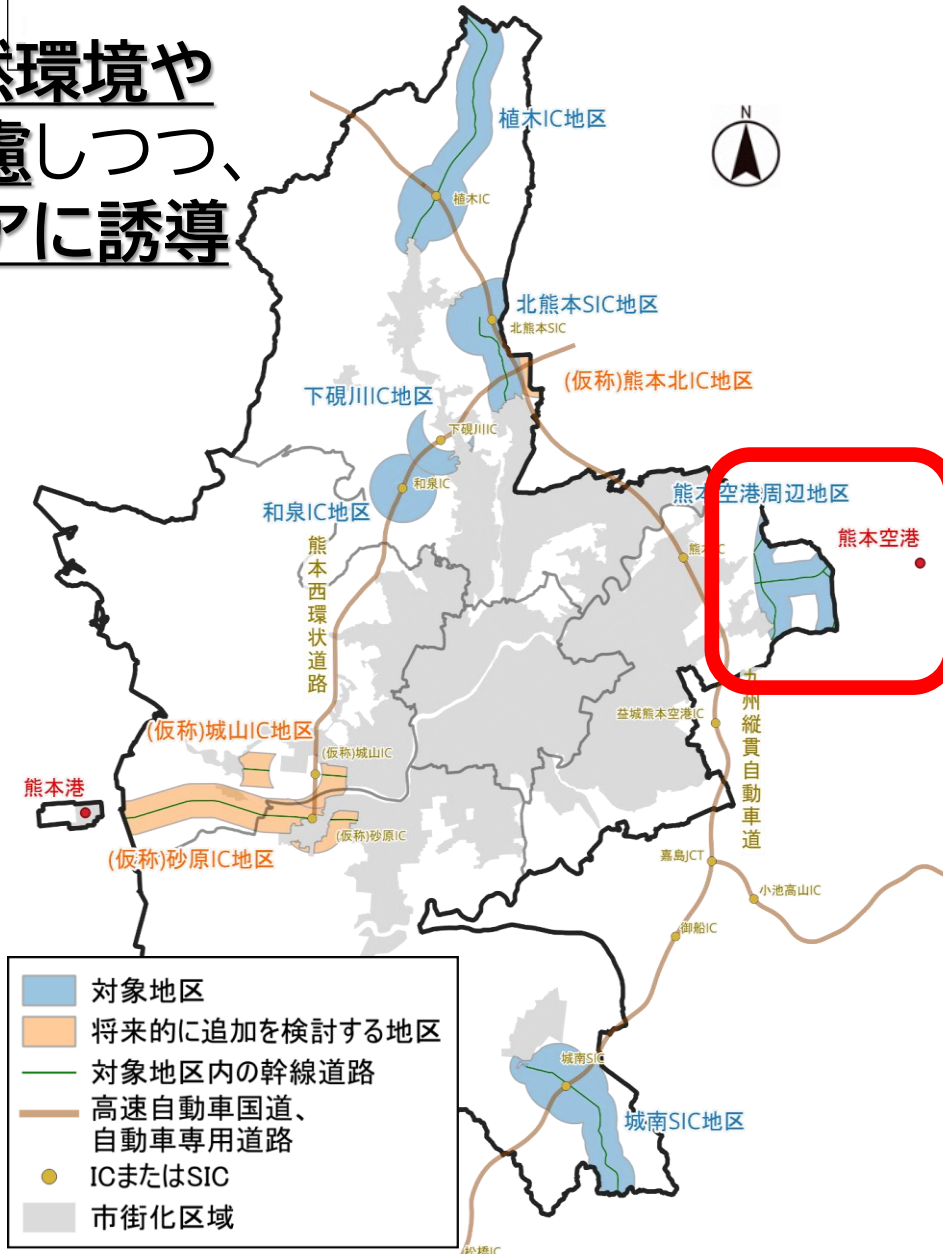 然環境や
慮しつつ、
アに誘導
N
植木IC地区
植木IC
北熊本SIC地区
北熊本SIC
(仮称)熊本北IC地区
下硯川IC地区
下硯川IC
和泉IC
和泉IC地区
熊本空港周辺地区
熊本空港
熊本IC
熊本西環状道路
益城熊本空港IC
九州縦貫自動車道
(仮称)城山IC地区
(仮称)城山IC
熊本港
(仮称)砂原IC
(仮称)砂原IC地区
嘉島JCT
小池高山IC
御船IC
対象地区
将来的に追加を検討する地区
対象地区内の幹線道路
高速自動車国道、
自動車専用道路
ICまたはSIC
市街化区域
城南SIC
城南SIC地区
松橋IC